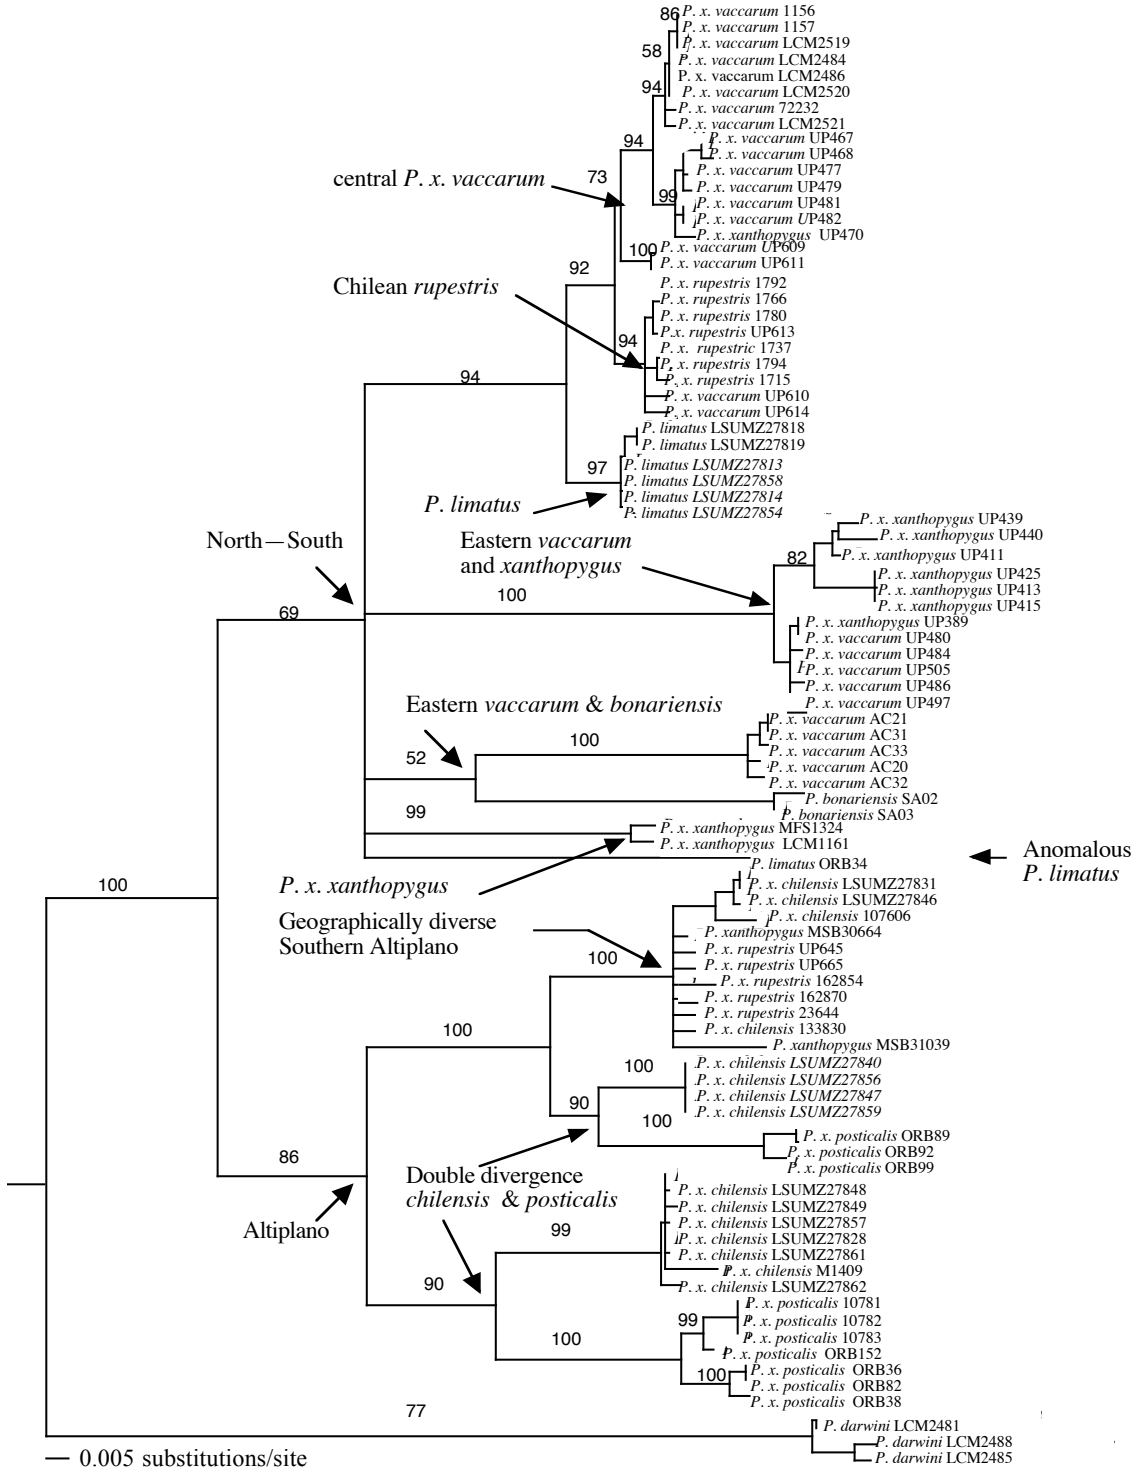 86
P. x. vaccarum 1156
P. x. vaccarum 1157
P. x. vaccarum LCM2519
58
P. x. vaccarum LCM2484
P. x. vaccarum LCM2486
94
P. x. vaccarum LCM2520
P. x. vaccarum 72232
P. x. vaccarum LCM2521
94
P. x. vaccarum UP467
P. x. vaccarum UP468
73
central P. x. vaccarum
P. x. vaccarum UP477
P. x. vaccarum UP479
99
P. x. vaccarum UP481
P. x. vaccarum UP482
P. x. xanthopygus UP470
100
P. x. vaccarum UP609
P. x. vaccarum UP611
92
Chilean rupestris
P. x. rupestris 1792
P. x. rupestris 1766
P. x. rupestris 1780
P.x. rupestris UP613
94
P. x. rupestric 1737
P. x. rupestris 1794
P. x. rupestris 1715
94
P. x. vaccarum UP610
P. x. vaccarum UP614
P. limatus LSUMZ27818
P. limatus LSUMZ27819
97
P. limatus LSUMZ27813
P. limatus LSUMZ27858
P. limatus LSUMZ27814
P. limatus LSUMZ27854
P. limatus
North—South
Eastern vaccarum
and xanthopygus
P. x. xanthopygus UP439
P. x. xanthopygus UP440
82
P. x. xanthopygus UP411
P. x. xanthopygus UP425
P. x. xanthopygus UP413
P. x. xanthopygus UP415
100
69
P. x. xanthopygus UP389
P. x. vaccarum UP480
P. x. vaccarum UP484
P. x. vaccarum UP505
P. x. vaccarum UP486
P. x. vaccarum UP497
Eastern vaccarum & bonariensis
P. x. vaccarum AC21
P. x. vaccarum AC31
P. x. vaccarum AC33
P. x. vaccarum AC20
P. x. vaccarum AC32
100
52
P. bonariensis SA02
P. bonariensis SA03
99
P. x. xanthopygus MFS1324
P. x. xanthopygus LCM1161
P. limatus ORB34
Anomalous
P. limatus
P. x. xanthopygus
100
P. x. chilensis LSUMZ27831
P. x. chilensis LSUMZ27846
P. x. chilensis 107606
Geographically diverse
Southern Altiplano
P. xanthopygus MSB30664
P. x. rupestris UP645
P. x. rupestris UP665
100
P. x. rupestris 162854
P. x. rupestris 162870
P. x. rupestris 23644
P. x. chilensis 133830
P. xanthopygus MSB31039
100
100
P. x. chilensis LSUMZ27840
P. x. chilensis LSUMZ27856
P. x. chilensis LSUMZ27847
P. x. chilensis LSUMZ27859
90
100
P. x. posticalis ORB89
P. x. posticalis ORB92
P. x. posticalis ORB99
86
Double divergence
chilensis & posticalis
P. x. chilensis LSUMZ27848
P. x. chilensis LSUMZ27849
P. x. chilensis LSUMZ27857
P. x. chilensis LSUMZ27828
P. x. chilensis LSUMZ27861
P. x. chilensis M1409
P. x. chilensis LSUMZ27862
Altiplano
99
90
P. x. posticalis 10781
P. x. posticalis 10782
P. x. posticalis 10783
P. x. posticalis ORB152
99
100
100
P. x. posticalis ORB36
P. x. posticalis ORB82
P. x. posticalis ORB38
77
P. darwini LCM2481
P. darwini LCM2488
P. darwini LCM2485
0.005 substitutions/site